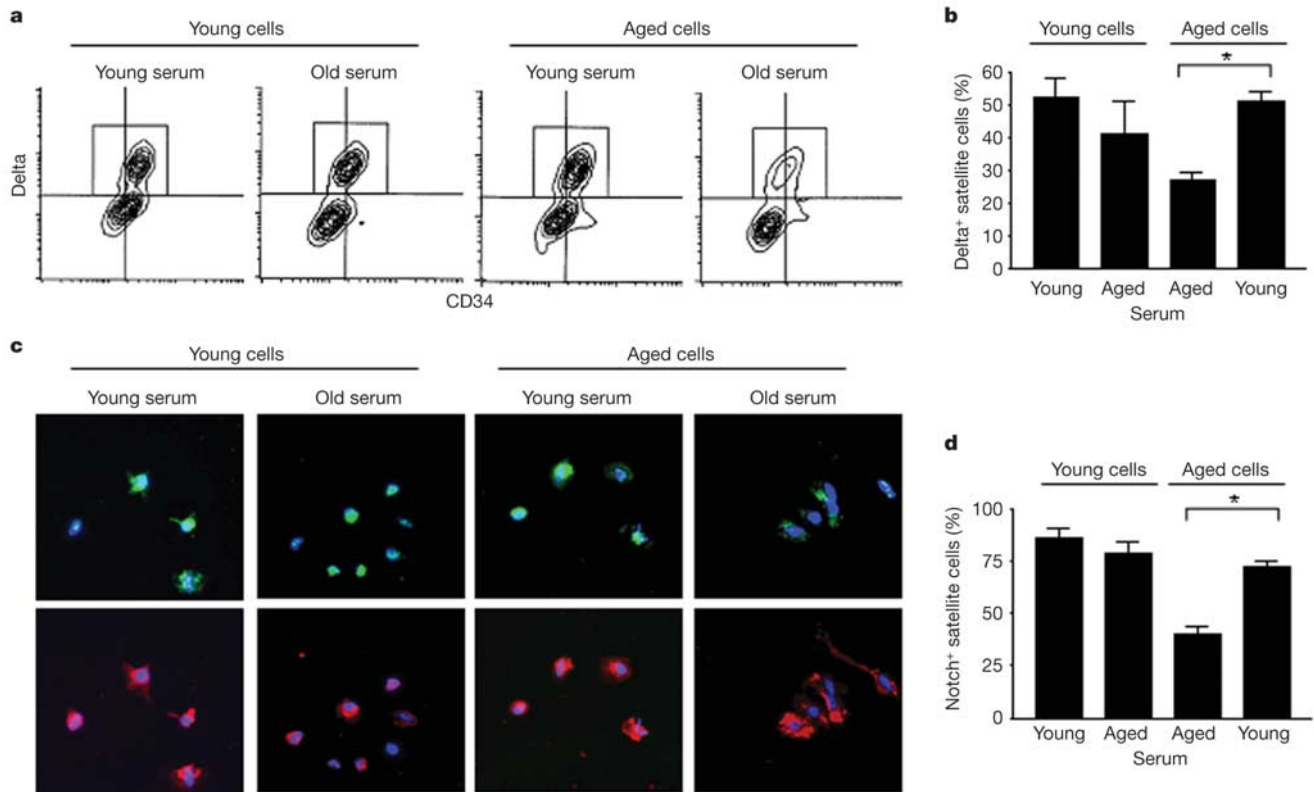 a
Young cells
Aged cells
Young serum
Old serum
Young serum
Old serum
Delta
CD34
b
Young cells
Aged cells
*
Delta⁺ satellite cells (%)
60
50
40
30
20
10
0
Young
Aged
Aged
Young
Serum
c
Young cells
Aged cells
Young serum
Old serum
Young serum
Old serum
d
Young cells
Aged cells
*
Notch⁺ satellite cells (%)
100
75
50
25
0
Young
Aged
Aged
Young
Serum